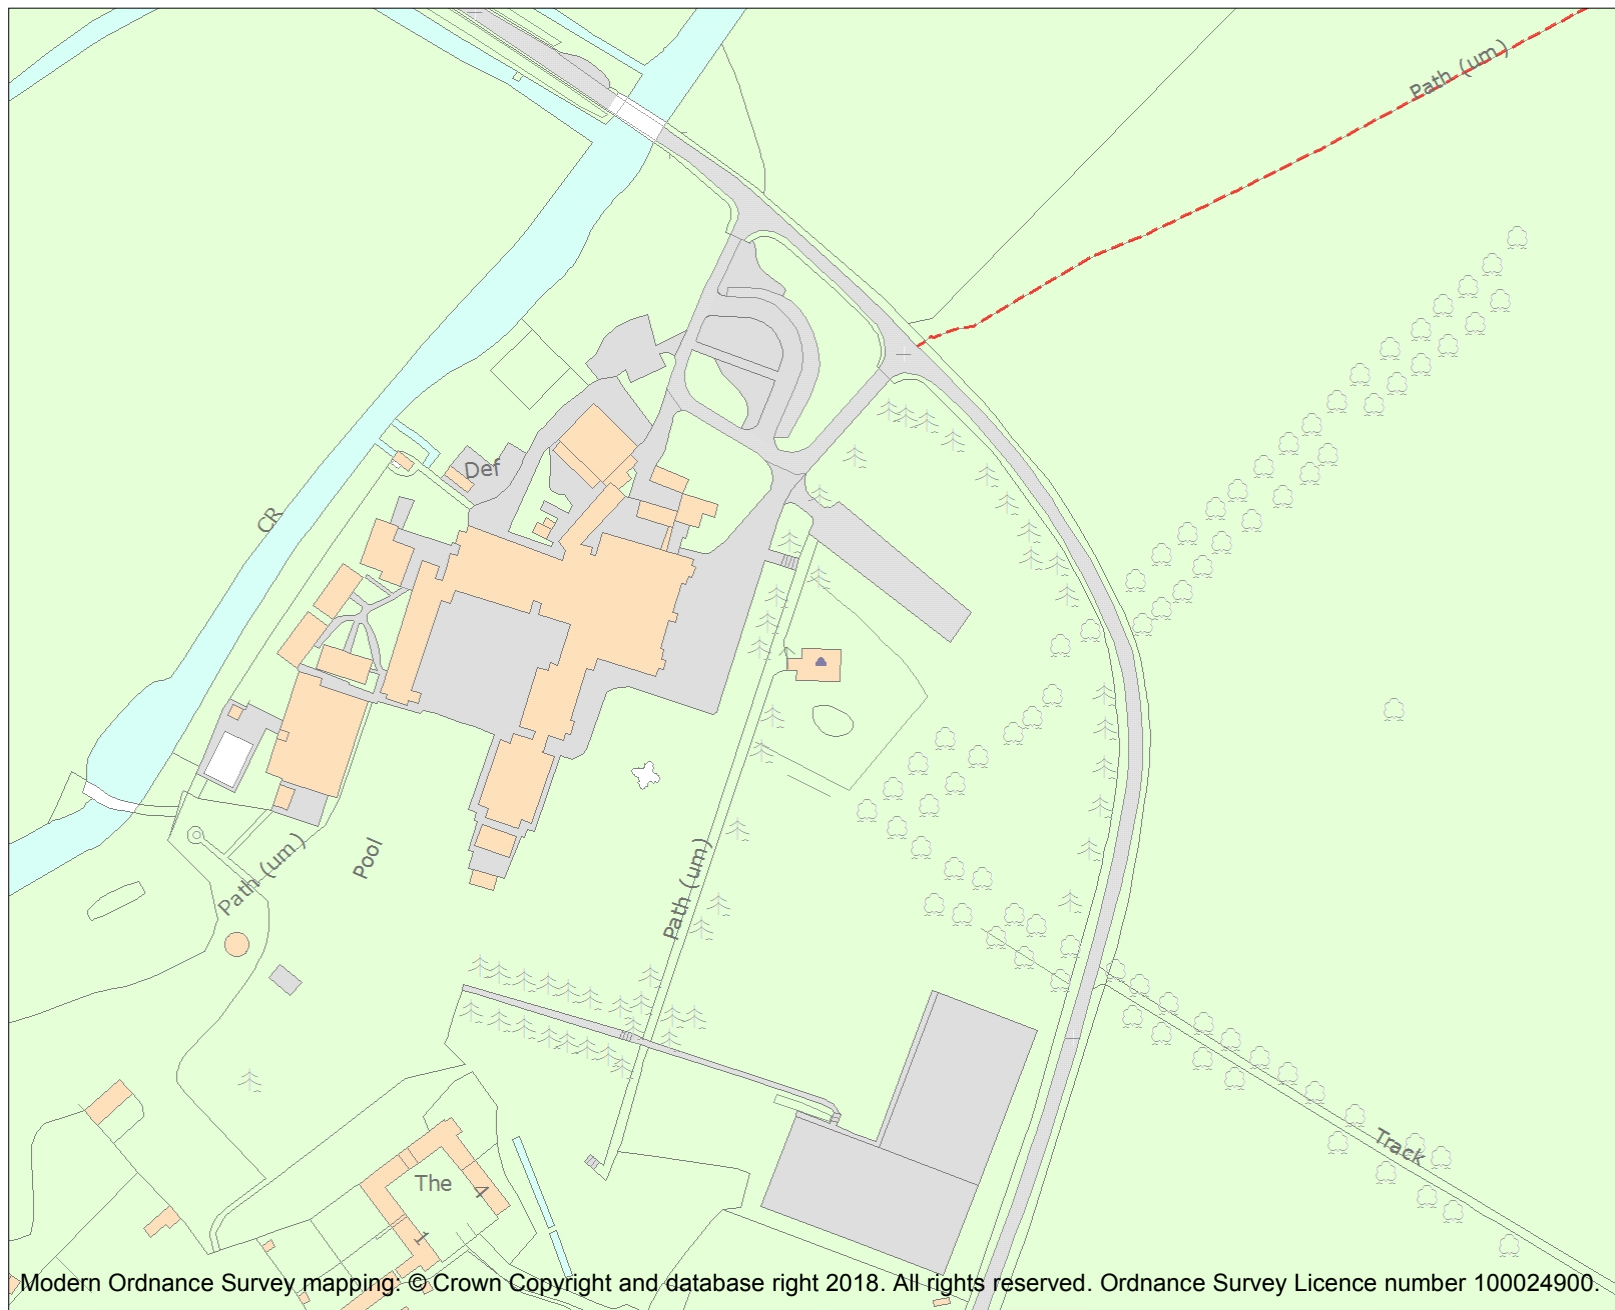 Path (um)
Def
CR
Path (um)
Pool
Path (um)
Track
The
4
1
Modern Ordnance Survey mapping: © Crown Copyright and database right 2018. All rights reserved. Ordnance Survey Licence number 100024900.